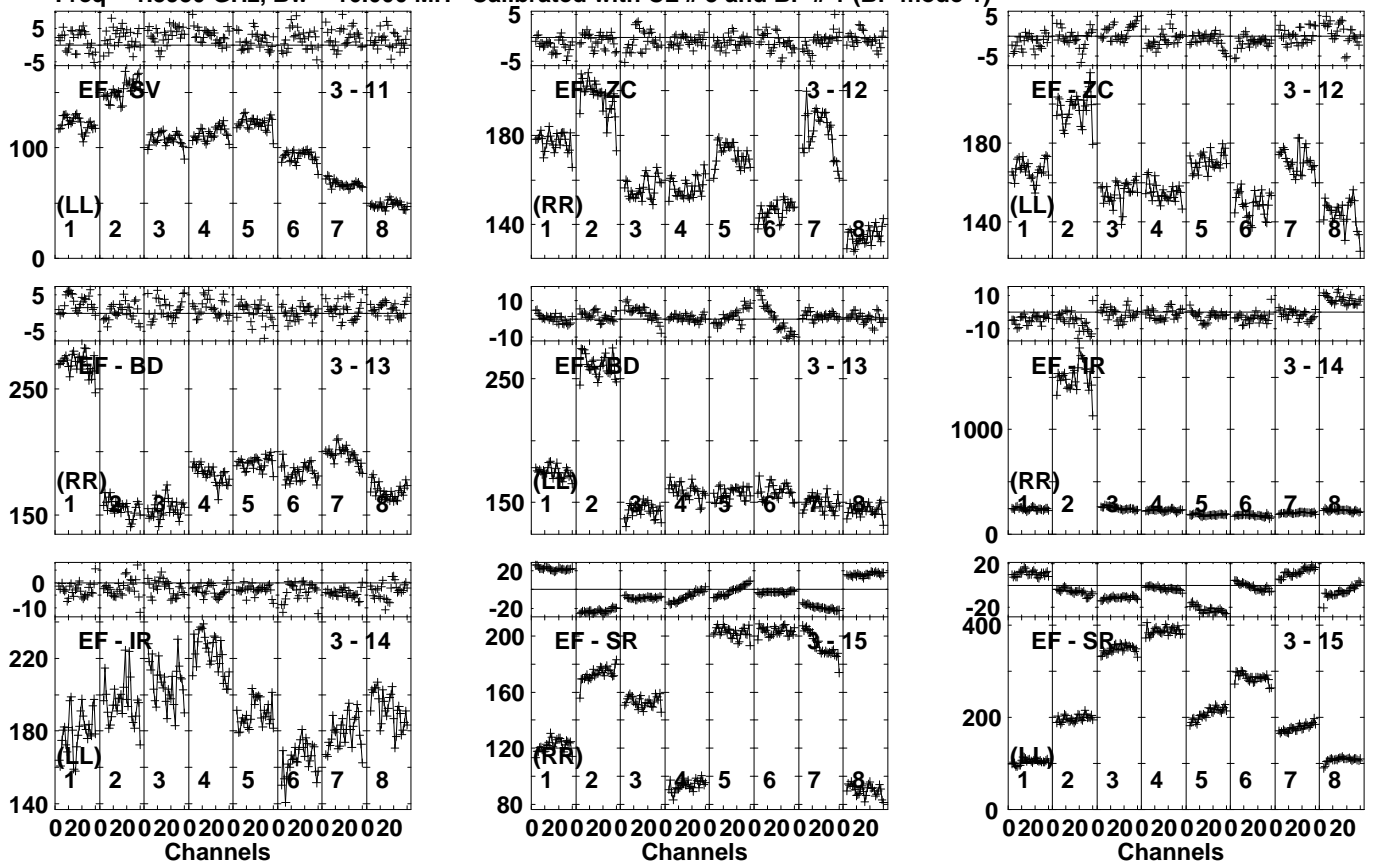 5 5 5
-5 -5 -5
EF - SV 3 - 11 EF - ZC 3 - 12 EF - ZC 3 - 12
100 180 180
(LL) (RR) 140 (LL) 140
1 2 3 4 5 6 7 8 1 2 3 4 5 6 7 8 1 2 3 4 5 6 7 8
0
5 10 10
-5 -10 -10
EF - BD 3 - 13 EF - BD 3 - 13 EF - IR 3 - 14
250 250 1000
(RR) (LL) (RR)
1 2 3 4 5 6 7 8 1 2 3 4 5 6 7 8 1 2 3 4 5 6 7 8
150 150 0
0 20 20
-10 -20 -20
EF - IR 3 - 14 EF - SR 3 - 15 EF - SR 3 - 15
220 200 400
180 160 200
(LL) 120 (RR) (LL)
1 2 3 4 5 6 7 8 1 2 3 4 5 6 7 8 1 2 3 4 5 6 7 8
140 80 0
0 20 0 20 0 20 0 20 0 20 0 20 0 20 0 20 0 20 0 20 0 20 0 20 0 20 0 20 0 20 0 20 0 20 0 20 0 20 0 20 0 20 0 20 0 20 0 20
Channels Channels Channels